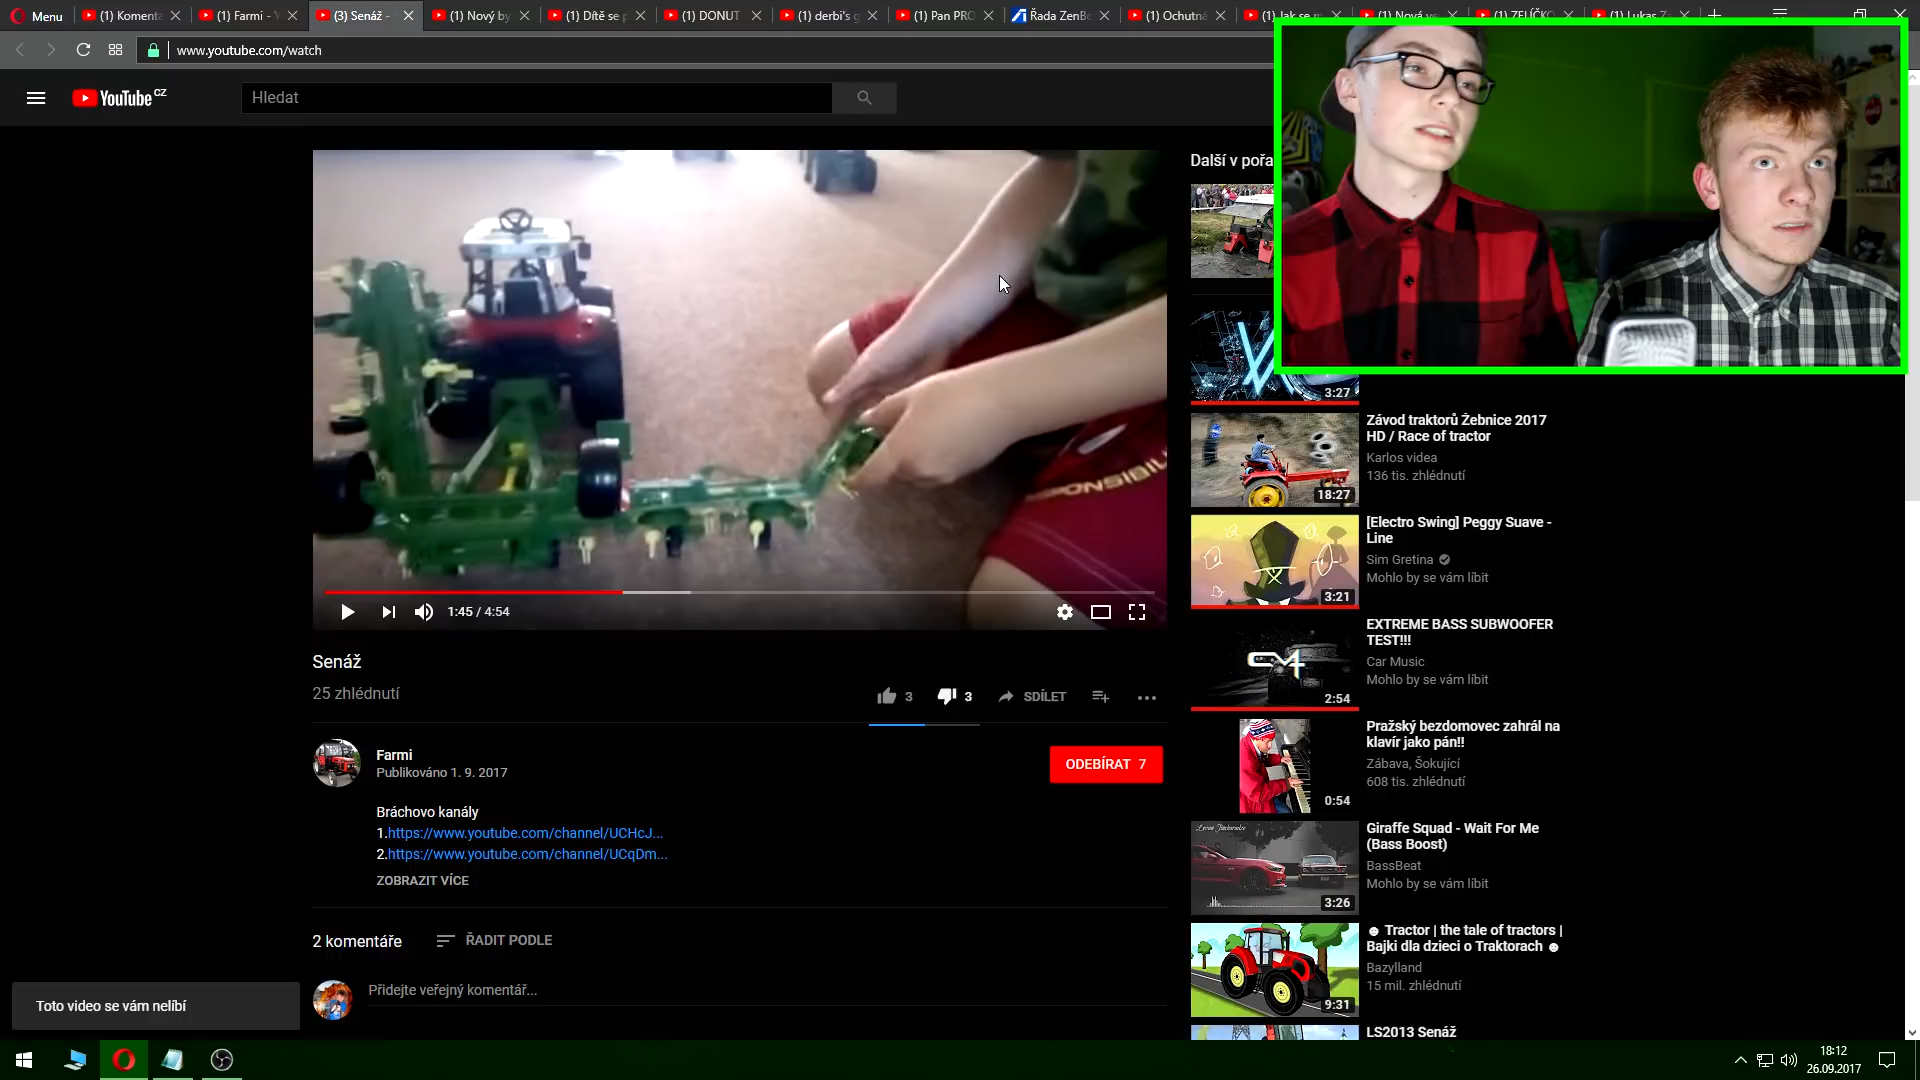 Menu
(1) Komentá
(1) Farmi - Y
(3) Senáž -
(1) Nový by
(1) Dítě se p
(1) DONUT
(1) derbi's g
(1) Pan PRO
Řada ZenBo
(1) Ochutná
www.youtube.com/watch
YouTube CZ
Hledat
Další v pořa
3:27
Závod traktorů Žebnice 2017
HD / Race of tractor
Karlos videa
136 tis. zhlédnutí
18:27
[Electro Swing] Peggy Suave -
Line
Sim Gretina
Mohlo by se vám líbit
3:21
EXTREME BASS SUBWOOFER
TEST!!!
Car Music
Mohlo by se vám líbit
2:54
Pražský bezdomovec zahrál na
klavír jako pán!!
Zábava, Šokující
608 tis. zhlédnutí
0:54
Giraffe Squad - Wait For Me
(Bass Boost)
BassBeat
Mohlo by se vám líbit
3:26
☻ Tractor | the tale of tractors |
Bajki dla dzieci o Traktorach ☻
Bazylland
15 mil. zhlédnutí
9:31
LS2013 Senáž
1:45 / 4:54
Senáž
25 zhlédnutí
3
3
SDÍLET
Farmi
Publikováno 1. 9. 2017
ODEBÍRAT 7
Bráchovo kanály
1.https://www.youtube.com/channel/UCHcJ...
2.https://www.youtube.com/channel/UCqDm...
ZOBRAZIT VÍCE
2 komentáře
ŘADIT PODLE
Přidejte veřejný komentář...
Toto video se vám nelíbí
18:12
26.09.2017